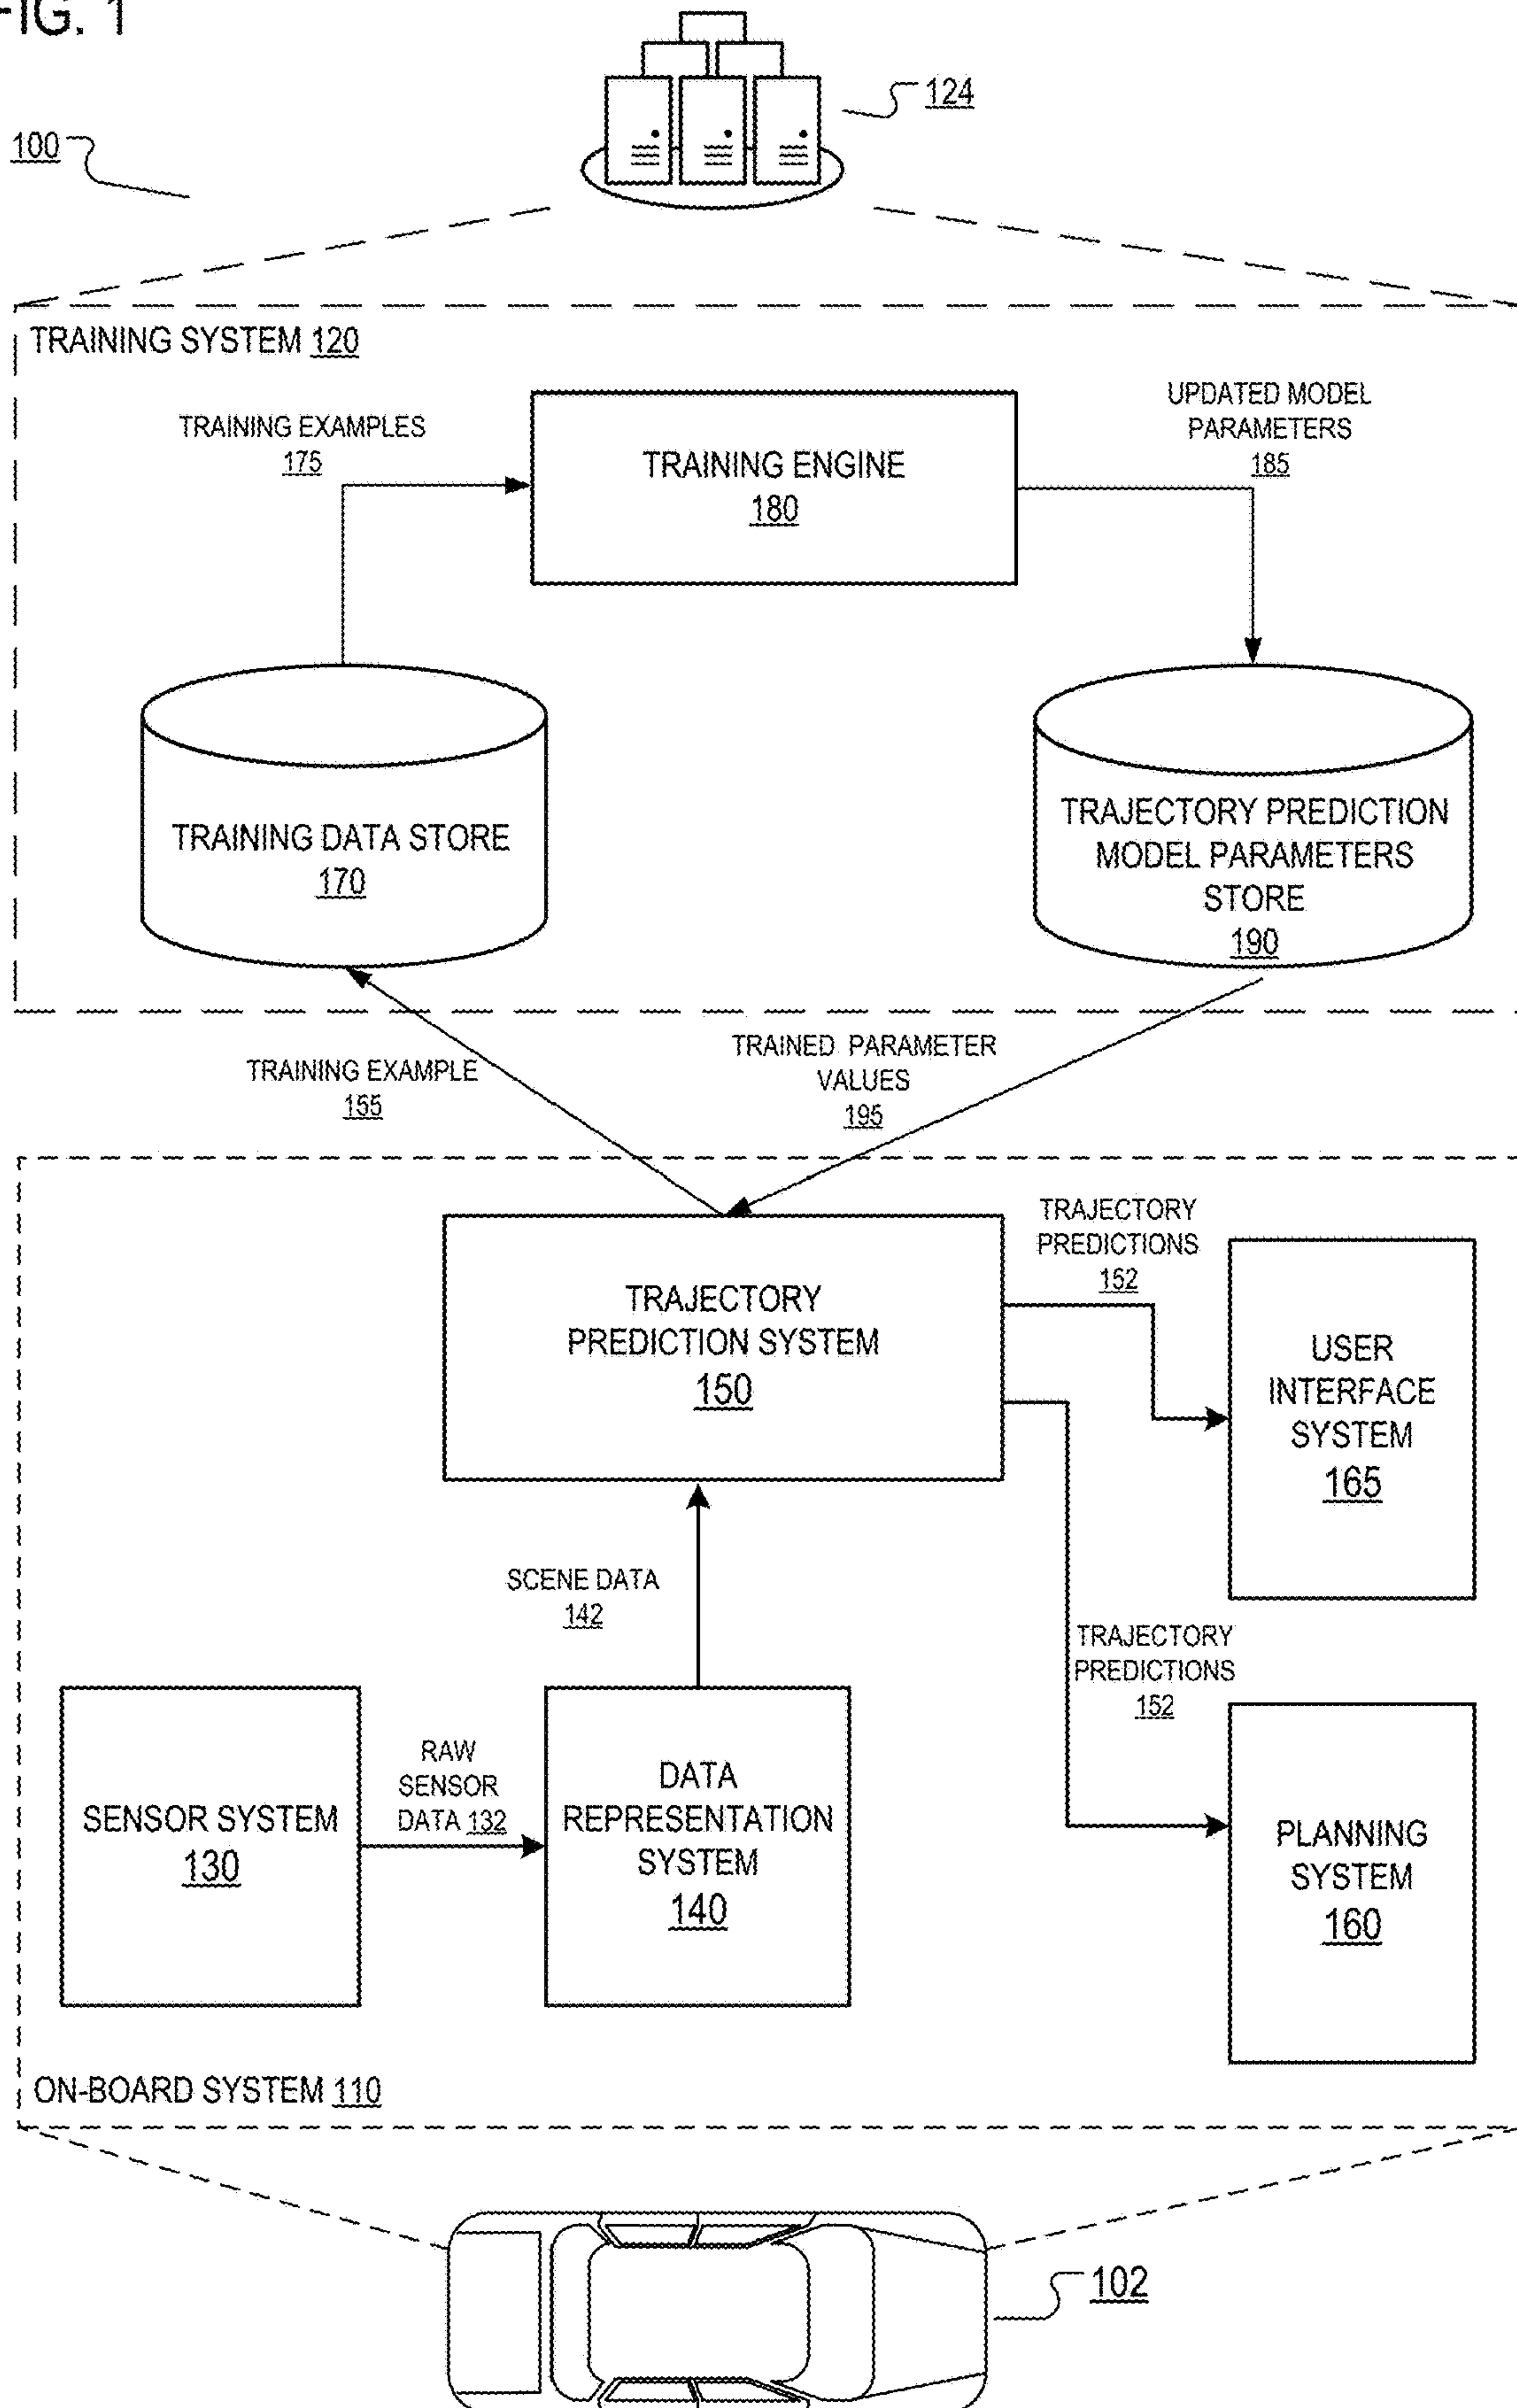 FIG. 1
124
100
TRAINING SYSTEM 120
TRAINING EXAMPLES
175
TRAINING ENGINE
180
UPDATED MODEL
PARAMETERS
185
TRAINING DATA STORE
170
TRAJECTORY PREDICTION
MODEL PARAMETERS
STORE
190
TRAINING EXAMPLE
155
TRAINED PARAMETER
VALUES
195
TRAJECTORY
PREDICTION SYSTEM
150
TRAJECTORY
PREDICTIONS
152
USER
INTERFACE
SYSTEM
165
SCENE DATA
142
TRAJECTORY
PREDICTIONS
152
SENSOR SYSTEM
130
RAW
SENSOR
DATA 132
DATA
REPRESENTATION
SYSTEM
140
PLANNING
SYSTEM
160
ON-BOARD SYSTEM 110
102